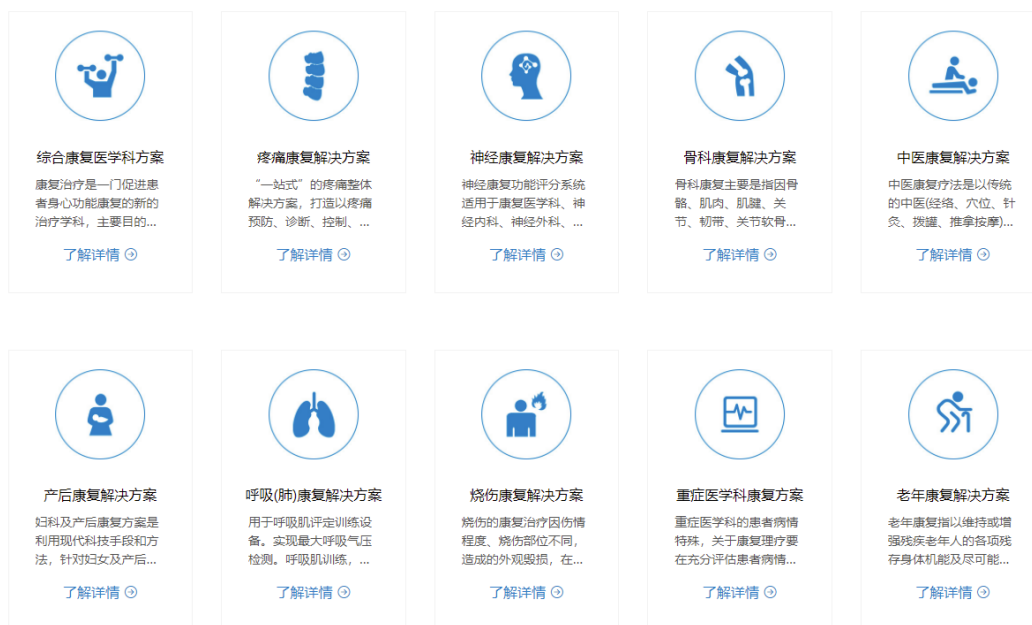 综合康复医学科方案
康复治疗是一门促进患
者身心功能康复的新的
治疗学科，主要目的...
了解详情
疼痛康复解决方案
“一站式”的疼痛整体
解决方案，打造以疼痛
预防、诊断、控制、...
了解详情
神经康复解决方案
神经康复功能评分系统
适用于康复医学科、神
经内科、神经外科、...
了解详情
骨科康复解决方案
骨科康复主要是指因骨
骼、肌肉、肌腱、关
节、韧带、关节软骨...
了解详情
中医康复解决方案
中医康复疗法是以传统
的中医(经络、穴位、针
灸、拨罐、推拿按摩)...
了解详情
产后康复解决方案
妇科及产后康复方案是
利用现代科技手段和方
法，针对妇女及产后...
了解详情
呼吸(肺)康复解决方案
用于呼吸肌评定训练设
备。实现最大呼吸气压
检测。呼吸肌训练，...
了解详情
烧伤康复解决方案
烧伤的康复治疗因伤情
程度、烧伤部位不同，
造成的外观毁损，在...
了解详情
重症医学科康复方案
重症医学科的患者病情
特殊，关于康复理疗要
在充分评估患者病情...
了解详情
老年康复解决方案
老年康复指以维持或增
强残疾老年人的各项残
存身体机能及尽可能...
了解详情